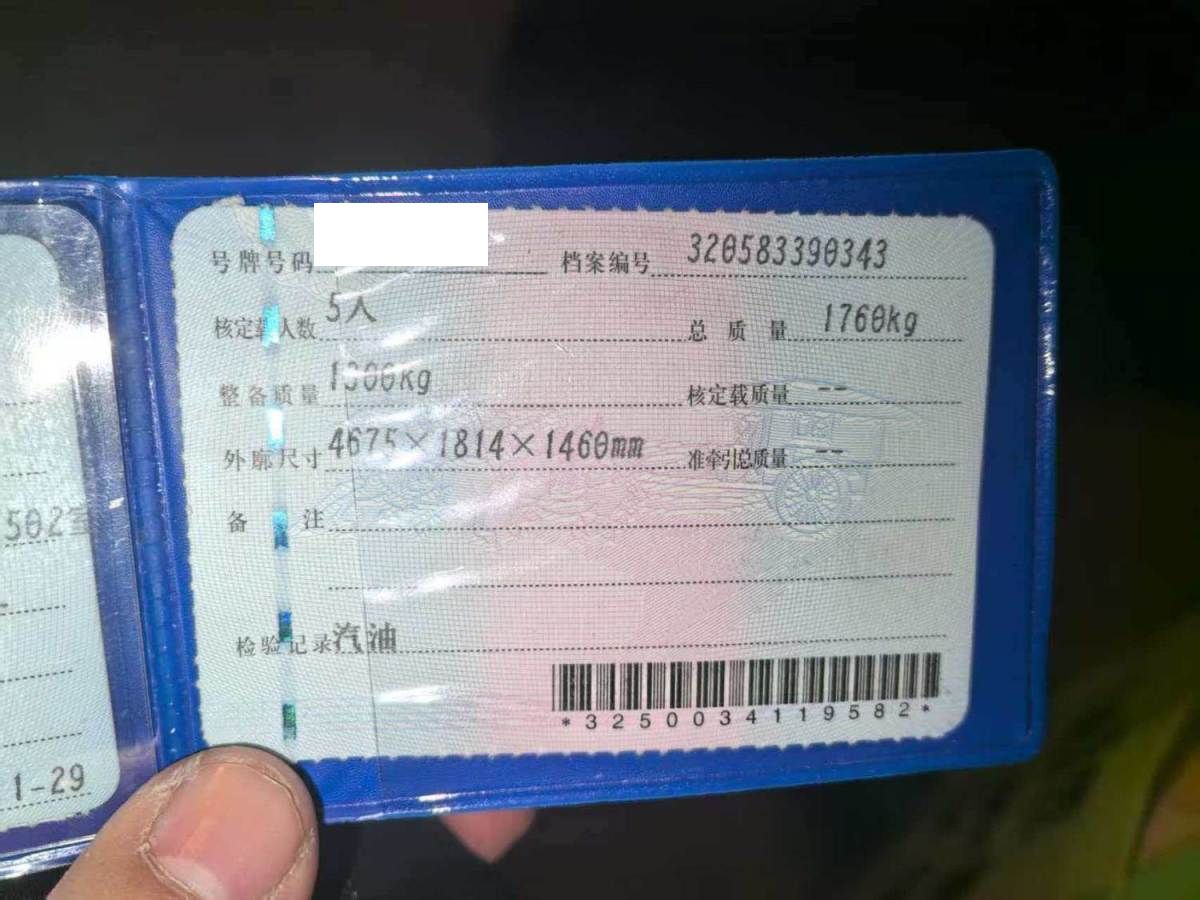 号牌号码 档案编号 320583390343
核定载人数 5人 总质量 1760kg
整备质量 1300kg 核定载质量 --
外廓尺寸 4675×1814×1460mm 准牵引总质量 --
备注
检验记录 汽油
*3250034119582*
502室
1-29